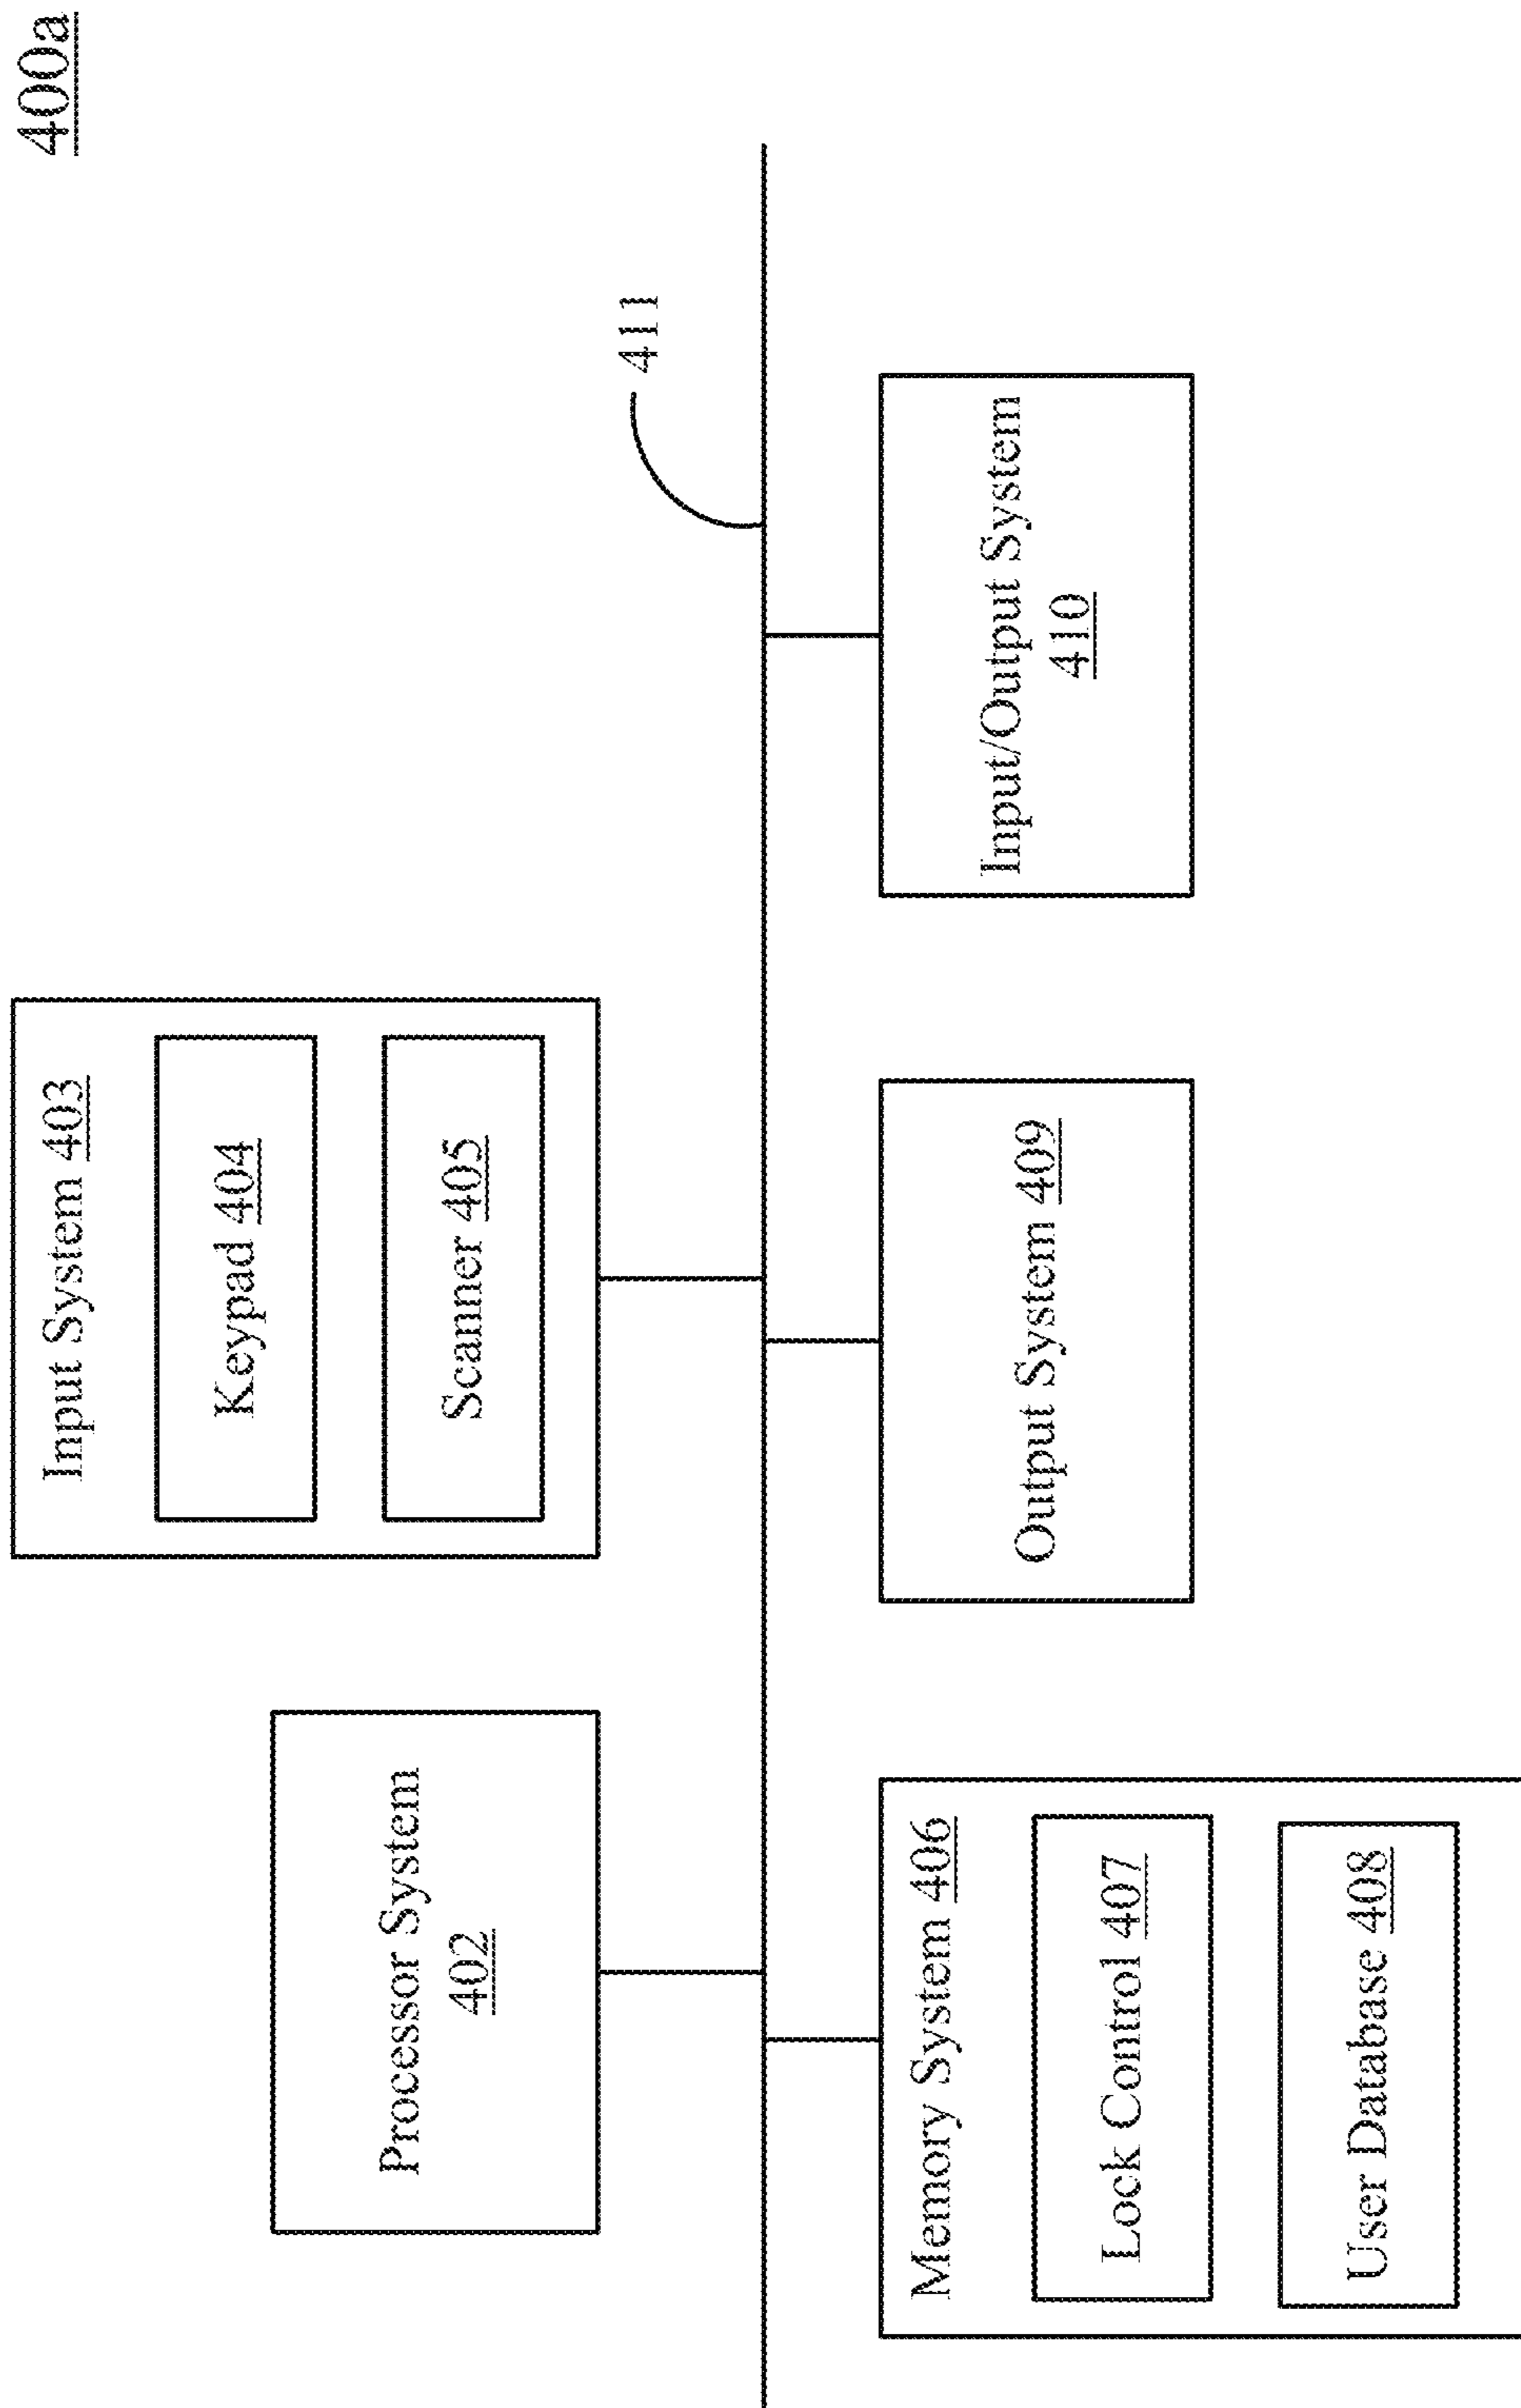 400a
Input System 403
Keypad 404
Scanner 405
Processor System
402
411
Memory System 406
Lock Control 407
User Database 408
Output System 409
Input/Output System
410